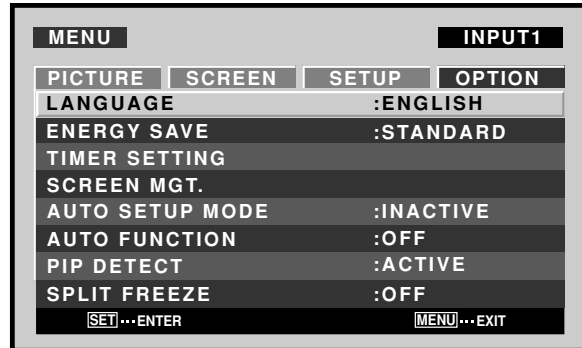 MENU INPUT1
PICTURE SCREEN SETUP OPTION
LANGUAGE :ENGLISH
ENERGY SAVE :STANDARD
TIMER SETTING
SCREEN MGT.
AUTO SETUP MODE :INACTIVE
AUTO FUNCTION :OFF
PIP DETECT :ACTIVE
SPLIT FREEZE :OFF
SET···ENTER MENU···EXIT